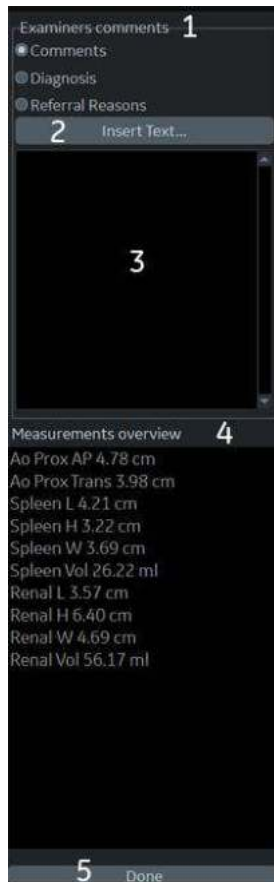 Examiners comments 1
Comments
Diagnosis
Referral Reasons
2 Insert Text...
3
Measurements overview 4
Ao Prox AP 4.78 cm
Ao Prox Trans 3.98 cm
Spleen L 4.21 cm
Spleen H 3.22 cm
Spleen W 3.69 cm
Spleen Vol 26.22 ml
Renal L 3.57 cm
Renal H 6.40 cm
Renal W 4.69 cm
Renal Vol 56.17 ml
5 Done